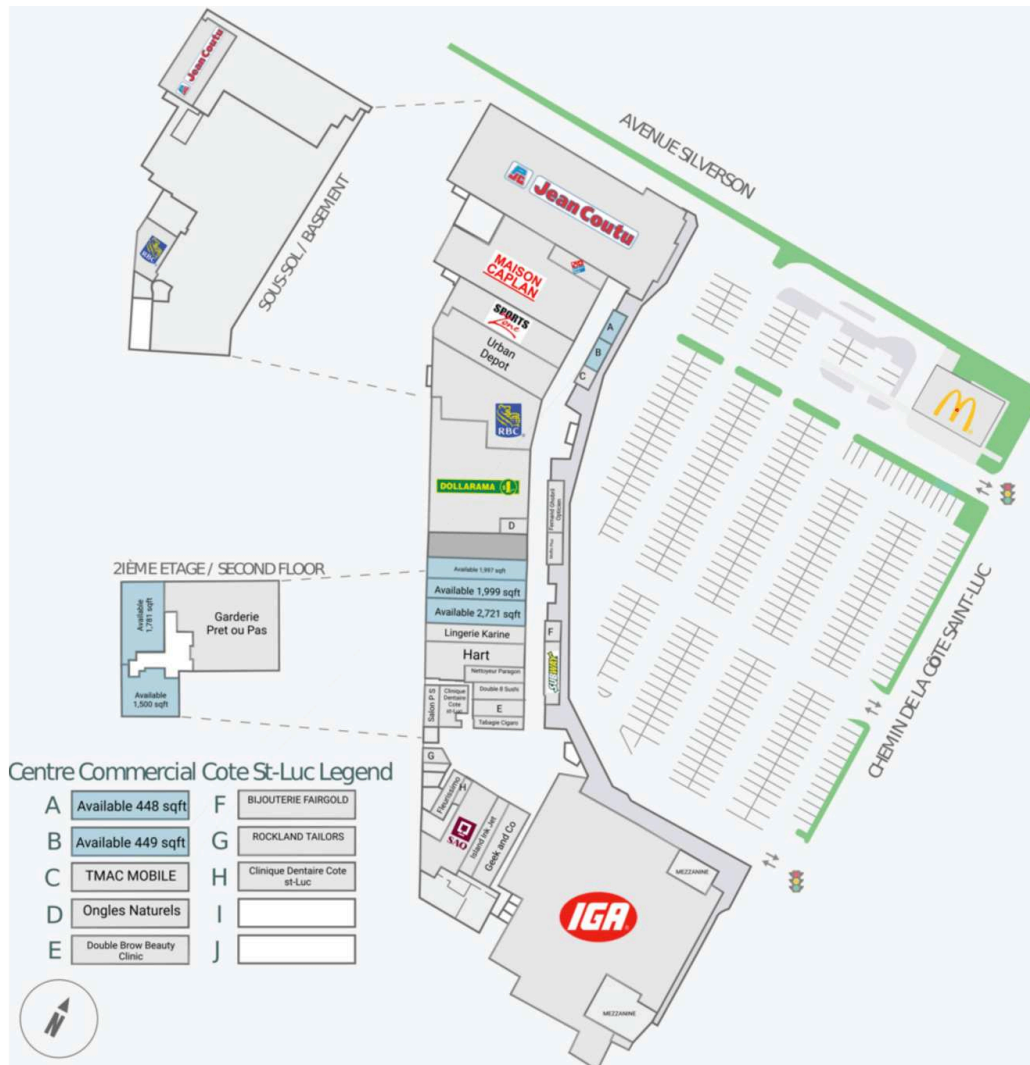 Jean Coutu
AVENUE SILVERSON
Jean Coutu
RBC
SOUS-SOL / BASEMENT
MAISON
CAPLAN
SPORTS
Zone
Urban
Depot
A
B
C
RBC
DOLLARAMA
D
Available 1,997 sqft
Available 1,999 sqft
Available 2,721 sqft
Lingerie Karine
Hart
Nettoyeur Paragon
Salon P S
Clinique
Dentaire
Cote
st-Luc
Double 8 Sushi
E
Tabagie Cigani
F
SUBWAY
2IÈME ETAGE / SECOND FLOOR
Available
1,781 sqft
Garderie
Pret ou Pas
Available
1,500 sqft
CHEMIN DE LA CÔTE SAINT-LUC
G
Fleurissimo
H
SAQ
Island Ink Jet
Geek and Co
MEZZANINE
IGA
MEZZANINE
Centre Commercial Cote St-Luc Legend
A Available 448 sqft
B Available 449 sqft
C TMAC MOBILE
D Ongles Naturels
E Double Brow Beauty
Clinic
F BIJOUTERIE FAIRGOLD
G ROCKLAND TAILORS
H Clinique Dentaire Cote
st-Luc
I
J
N